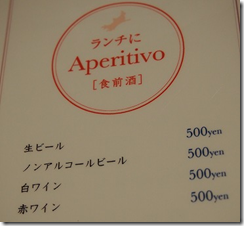 ランチに
Aperitivo
[食前酒]
生ビール 500yen
ノンアルコールビール 500yen
白ワイン 500yen
赤ワイン 500yen